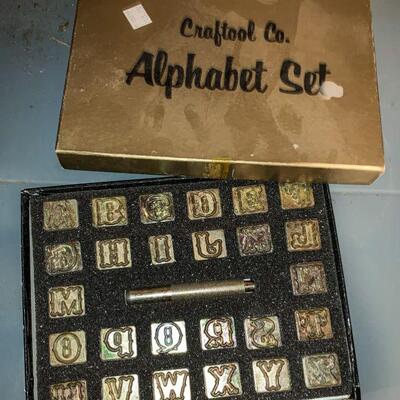 Craftool Co.
Alphabet Set
A B C D E F
G H I J K L
M N
O P Q R S T
U V W X Y Z